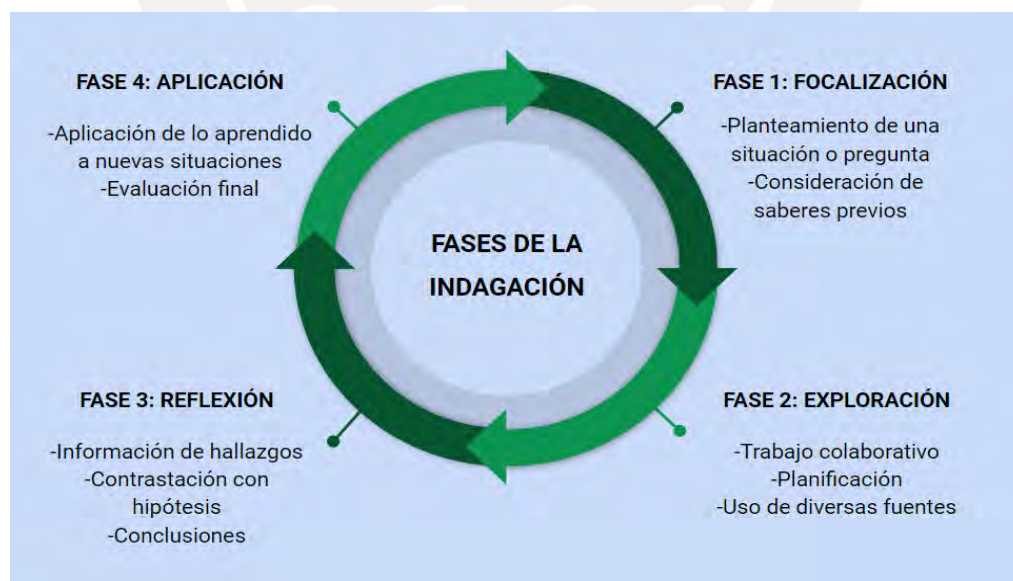 FASE 1: FOCALIZACIÓN
-Planteamiento de una
situación o pregunta
-Consideración de
saberes previos
FASE 2: EXPLORACIÓN
-Trabajo colaborativo
-Planificación
-Uso de diversas fuentes
FASE 3: REFLEXIÓN
-Información de hallazgos
-Contrastación con
hipótesis
-Conclusiones
FASE 4: APLICACIÓN
-Aplicación de lo aprendido
a nuevas situaciones
-Evaluación final
FASES DE LA
INDAGACIÓN